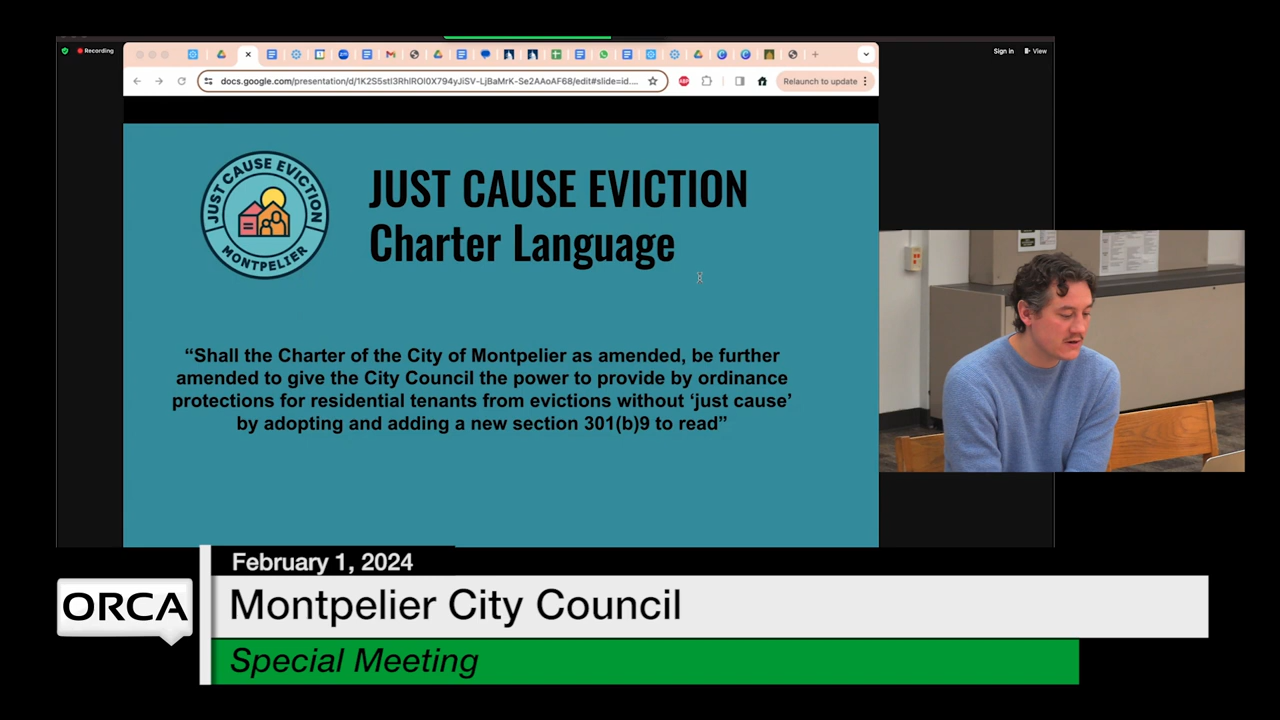 Recording
Sign in
View
docs.google.com/presentation/d/1K2S5stI3RhIROl0X794yJiSV-LjBaMrK-Se2AAoAF68/edit#slide=id....
ABP
Relaunch to update
JUST CAUSE EVICTION
MONTPELIER
JUST CAUSE EVICTION
Charter Language
“Shall the Charter of the City of Montpelier as amended, be further
amended to give the City Council the power to provide by ordinance
protections for residential tenants from evictions without ‘just cause’
by adopting and adding a new section 301(b)9 to read”
February 1, 2024
ORCA
Montpelier City Council
Special Meeting